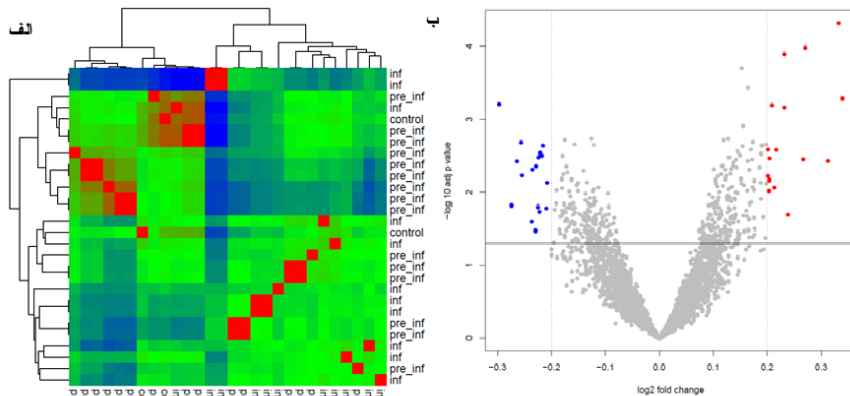 الف
ب
inf
inf
pre_inf
inf
control
pre_inf
pre_inf
pre_inf
pre_inf
pre_inf
pre_inf
pre_inf
pre_inf
inf
control
inf
pre_inf
pre_inf
pre_inf
inf
inf
inf
pre_inf
pre_inf
inf
inf
pre_inf
inf
−log 10 adj p value
4
3
2
1
0
−0.3 −0.2 −0.1 0.0 0.1 0.2 0.3
log2 fold change